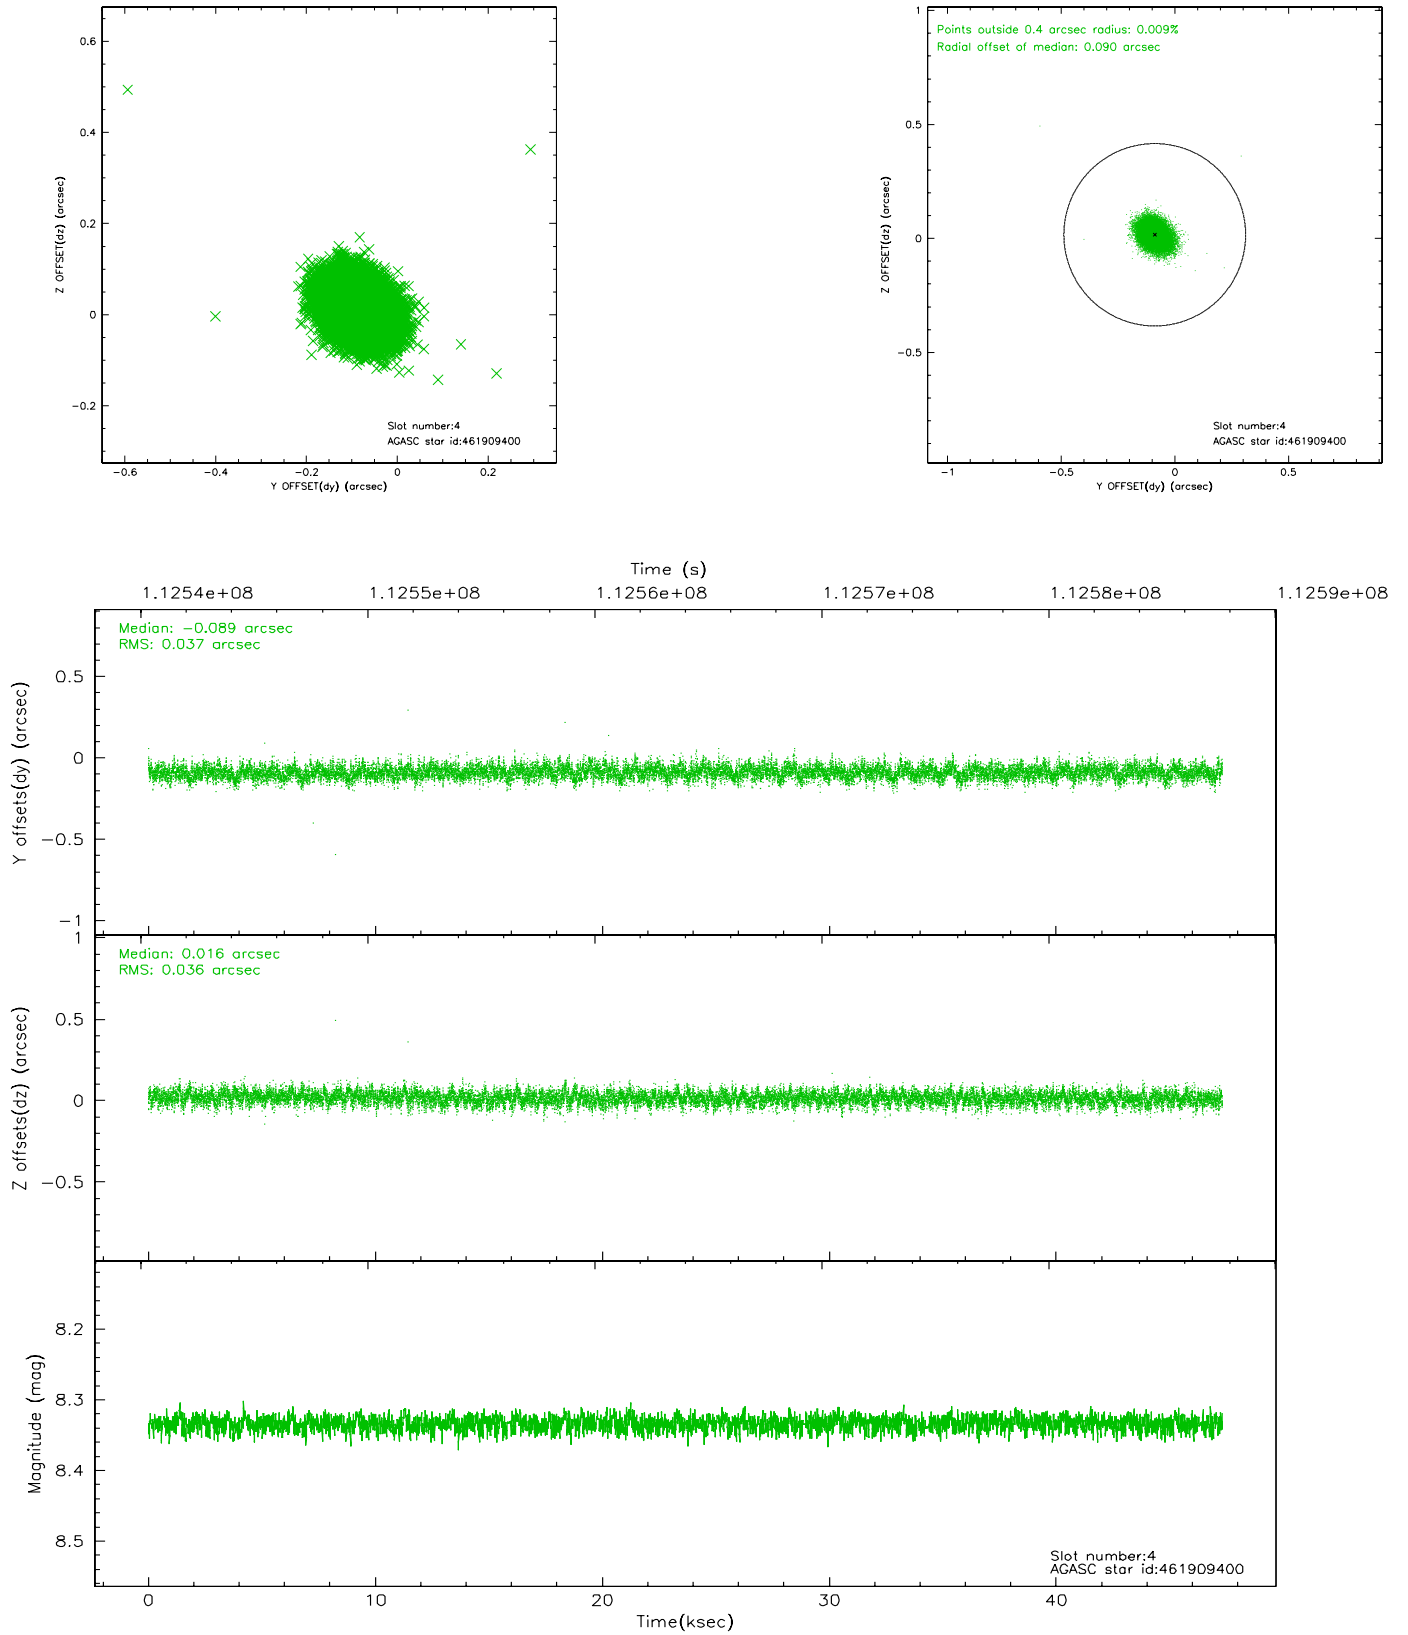 0.6
0.4
0.2
0
−0.2
Z OFFSET(dz) (arcsec)
Slot number:4
AGASC star id:461909400
−0.6 −0.4 −0.2 0 0.2
Y OFFSET(dy) (arcsec)
Points outside 0.4 arcsec radius: 0.009%
Radial offset of median: 0.090 arcsec
1
0.5
0
−0.5
Z OFFSET(dz) (arcsec)
Slot number:4
AGASC star id:461909400
−1 −0.5 0 0.5
Y OFFSET(dy) (arcsec)
Time (s)
1.1254e+08 1.1255e+08 1.1256e+08 1.1257e+08 1.1258e+08 1.1259e+08
Median: −0.089 arcsec
RMS: 0.037 arcsec
0.5
0
−0.5
−1
Y offsets(dy) (arcsec)
Median: 0.016 arcsec
RMS: 0.036 arcsec
1
0.5
0
−0.5
Z offsets(dz) (arcsec)
8.2
8.3
8.4
8.5
Magnitude (mag)
Slot number:4
AGASC star id:461909400
0 10 20 30 40
Time(ksec)